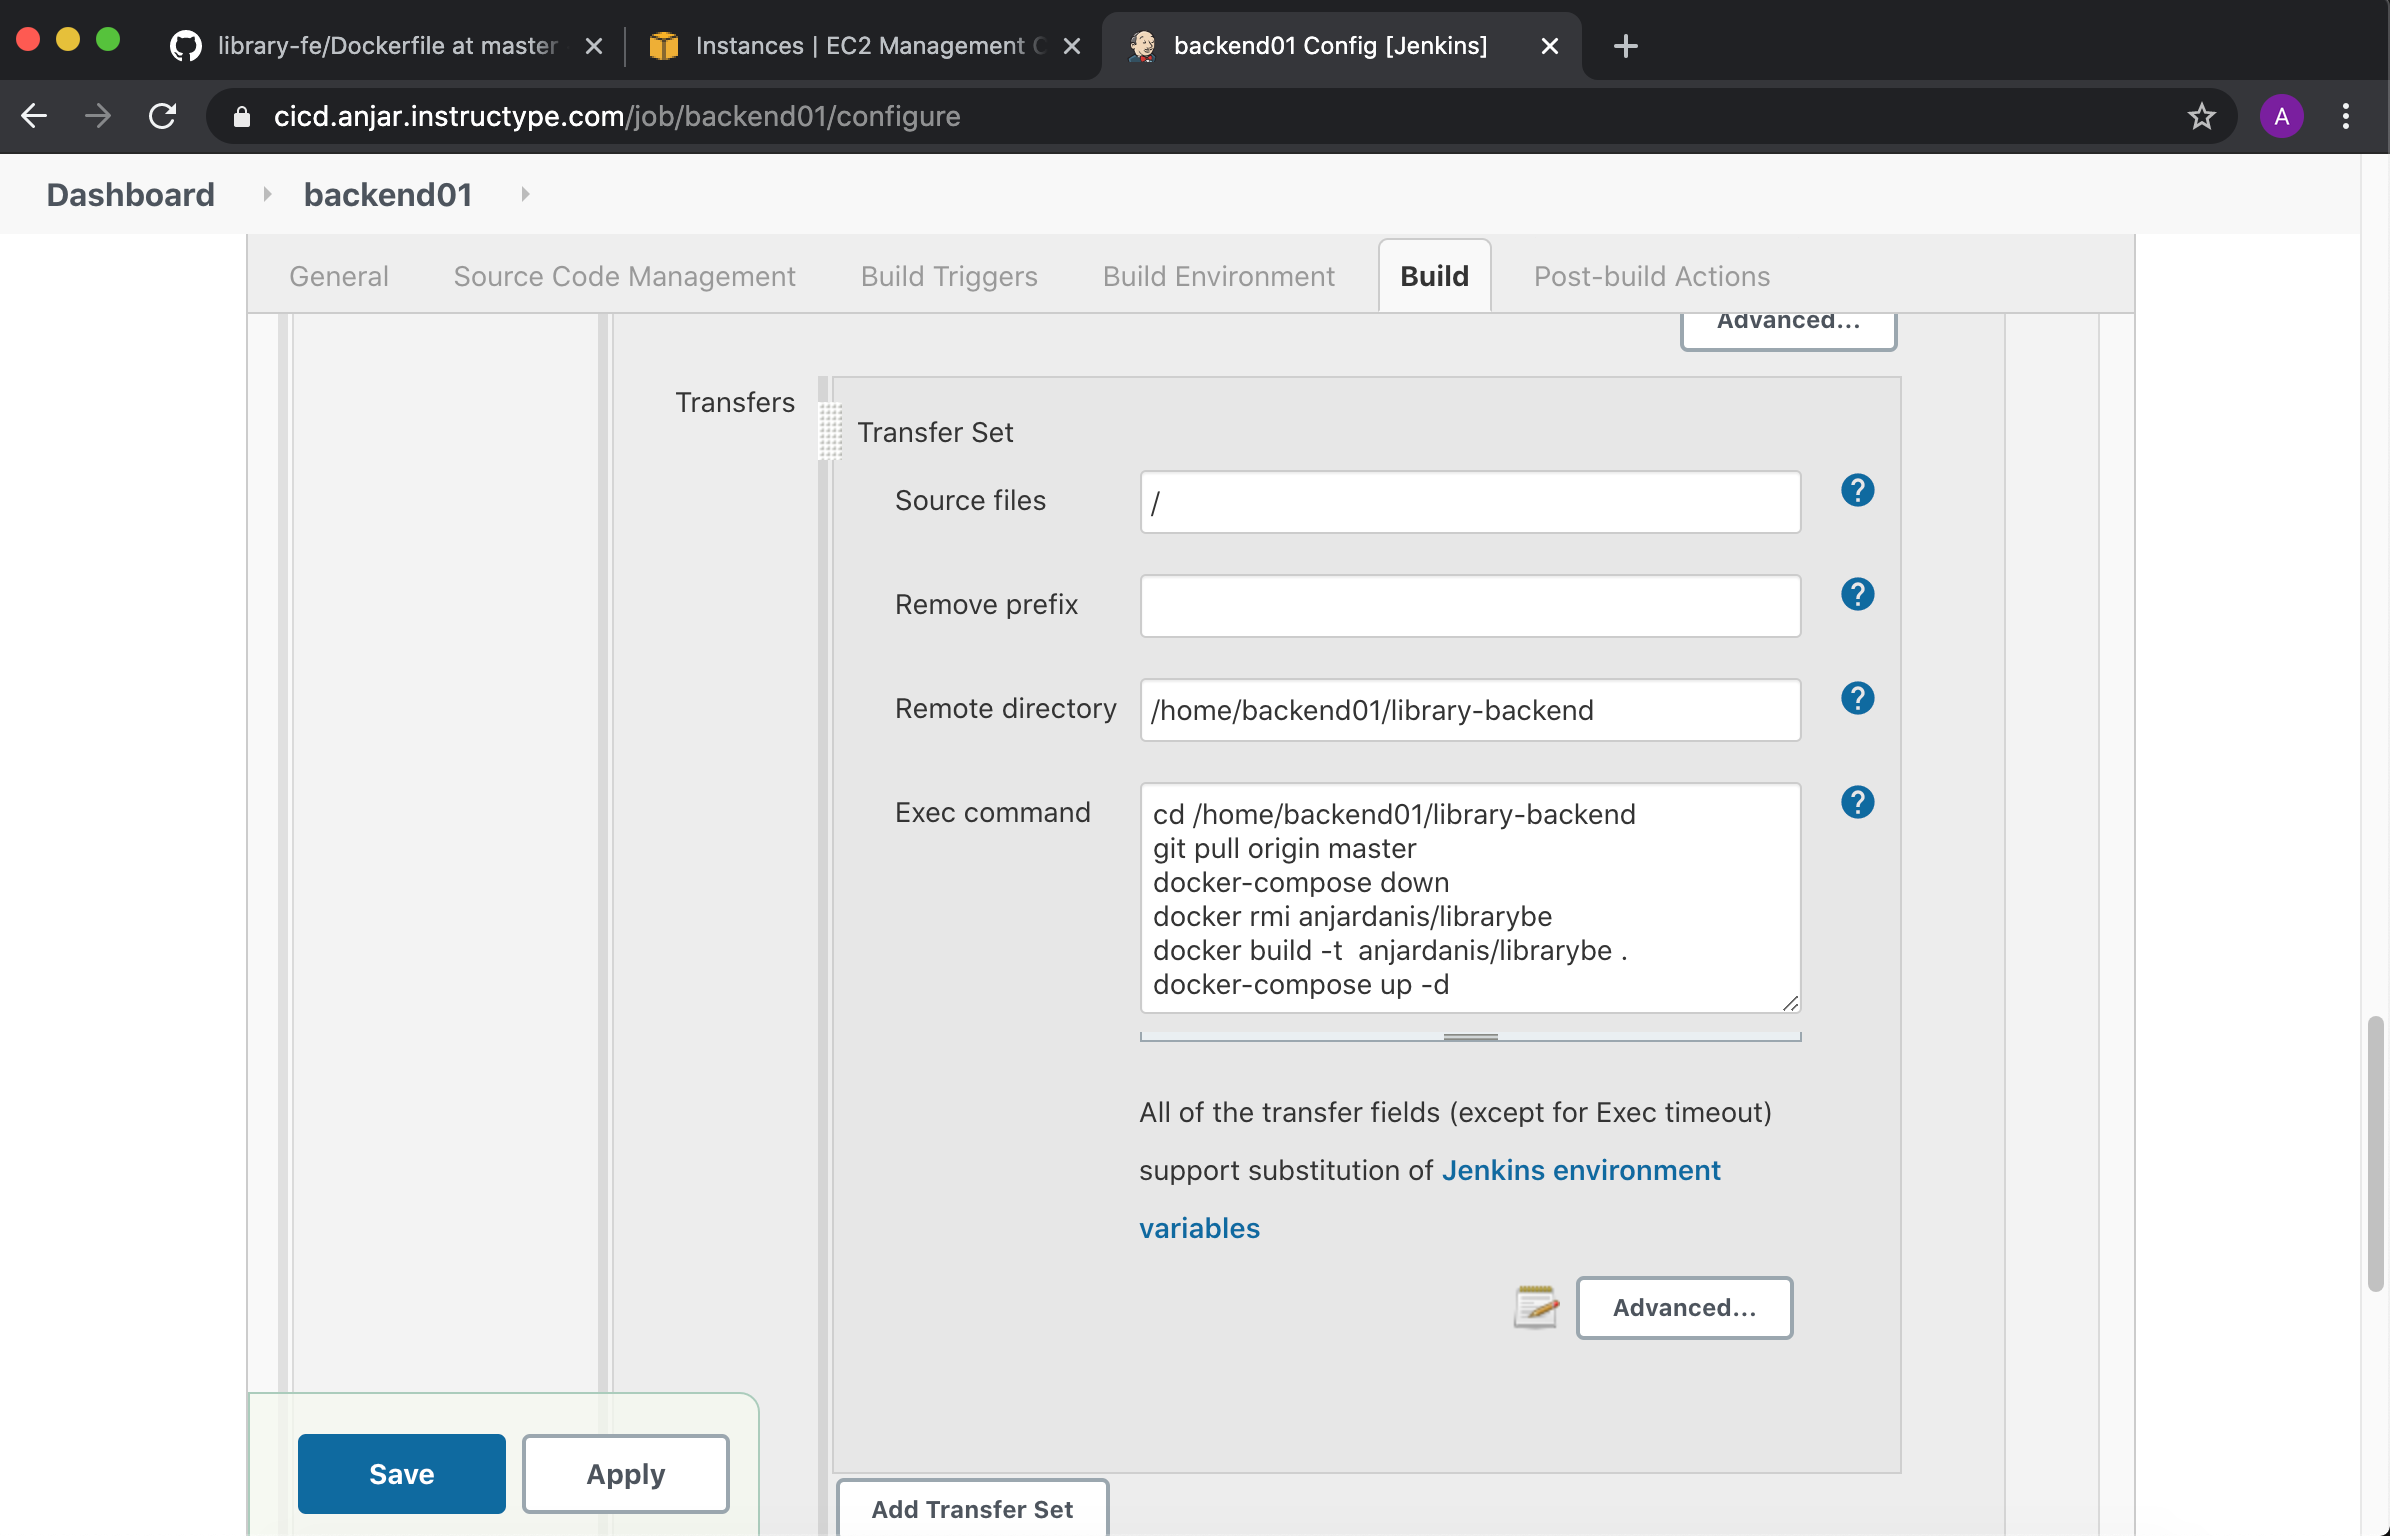 library-fe/Dockerfile at master
Instances | EC2 Management C
backend01 Config [Jenkins]
cicd.anjar.instructype.com/job/backend01/configure
A
Dashboard
backend01
General
Source Code Management
Build Triggers
Build Environment
Build
Post-build Actions
Advanced...
Transfers
Transfer Set
Source files
/
?
Remove prefix
?
Remote directory
/home/backend01/library-backend
?
Exec command
cd /home/backend01/library-backend
git pull origin master
docker-compose down
docker rmi anjardanis/librarybe
docker build -t  anjardanis/librarybe .
docker-compose up -d
?
All of the transfer fields (except for Exec timeout)
support substitution of Jenkins environment
variables
Advanced...
Save
Apply
Add Transfer Set